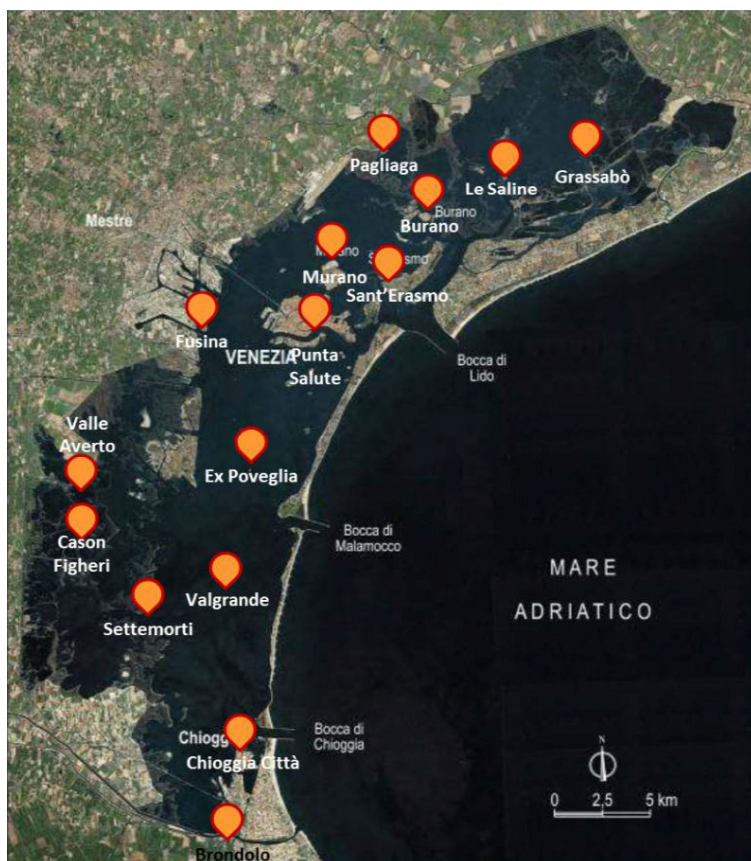 Pagliaga
Grassabò
Le Saline
Burano
Burano
Mestre
Murano
Sant'Erasmo
Fusina
VENEZIA
Punta
Salute
Bocca di
Lido
Valle
Averto
Ex Poveglia
Cason
Figheri
Bocca di
Malamocco
MARE
ADRIATICO
Valgrande
Settemorti
Bocca di
Chioggia
Chioggia Città
N
0 2,5 5 km
Brondolo